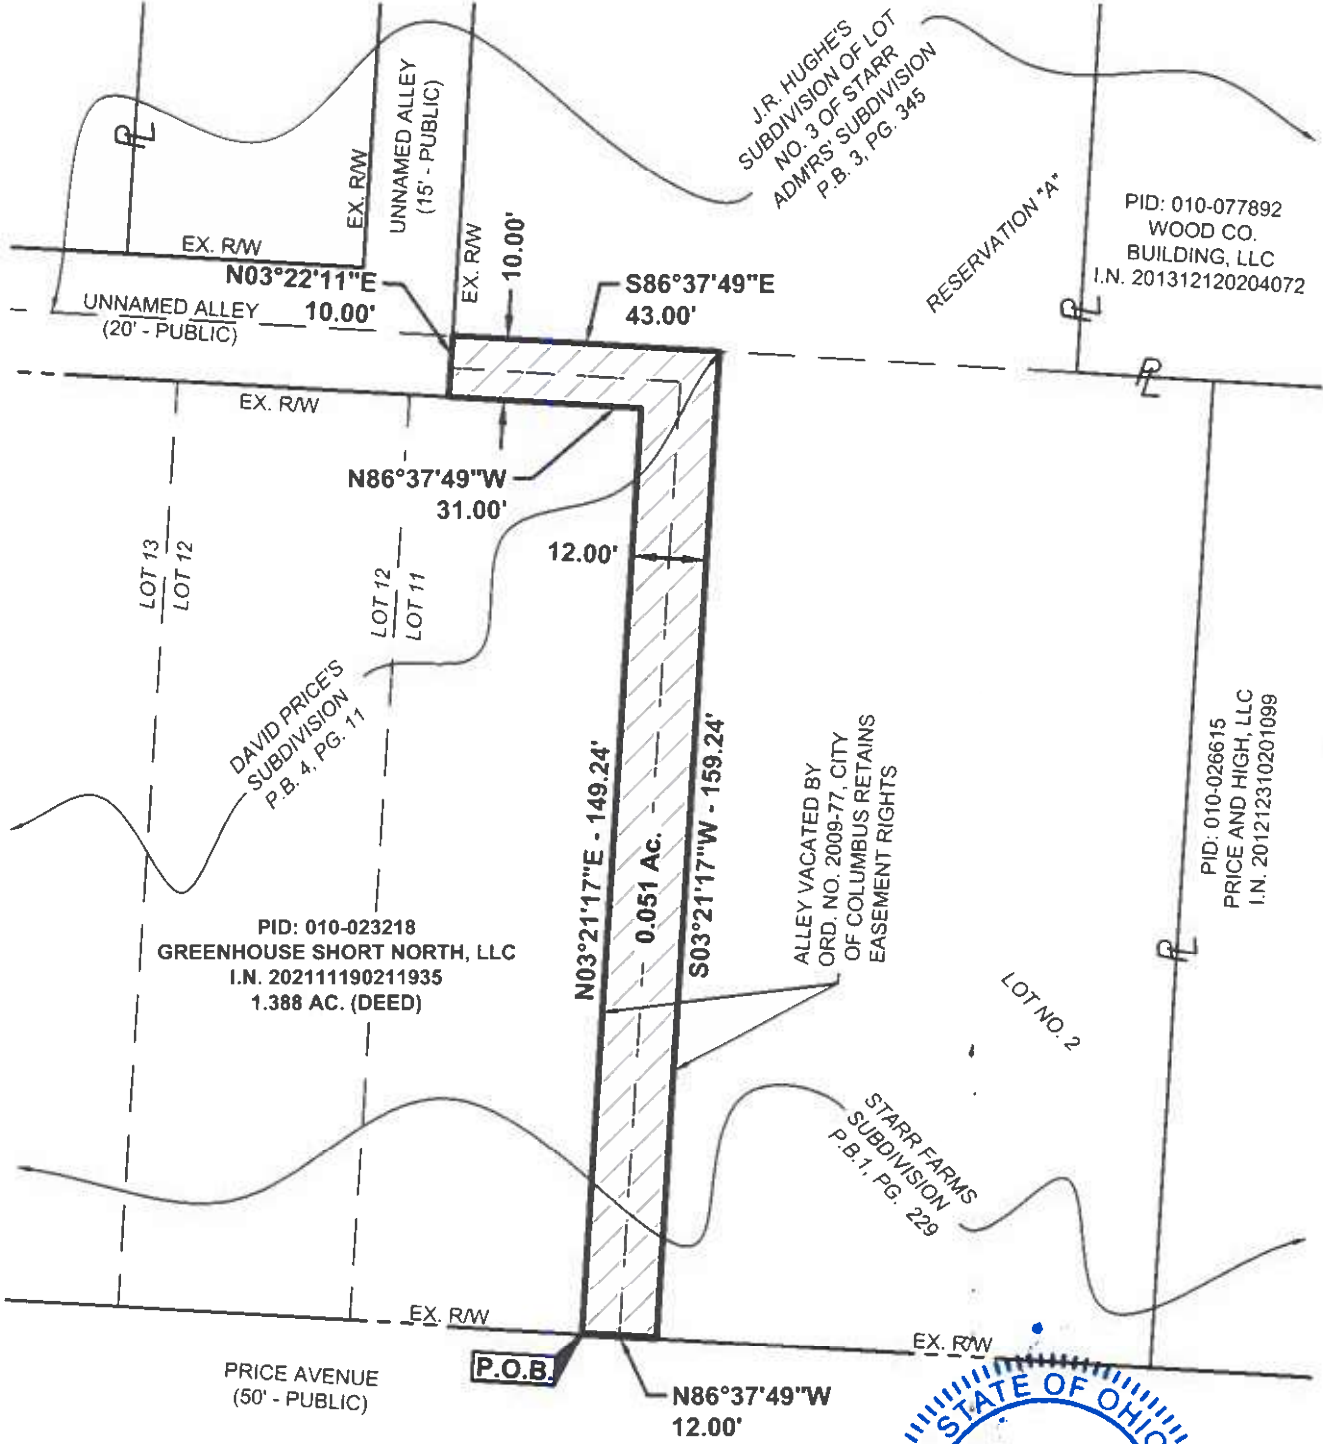 J.R. HUGHE'S
SUBDIVISION OF LOT
NO. 3 OF STARR
ADM'RS' SUBDIVISION
P.B. 3, PG. 345
UNNAMED ALLEY
(15' - PUBLIC)
EX. R/W
EX. R/W
EX. R/W
10.00'
PL
RESERVATION "A"
PID: 010-077892
WOOD CO.
BUILDING, LLC
I.N. 201312120204072
PL
PL
N03°22'11"E
10.00'
S86°37'49"E
43.00'
UNNAMED ALLEY
(20' - PUBLIC)
EX. R/W
N86°37'49"W
31.00'
12.00'
LOT 13
LOT 12
LOT 12
LOT 11
DAVID PRICE'S
SUBDIVISION
P.B. 4, PG. 11
N03°21'17"E - 149.24'
0.051 Ac.
S03°21'17"W - 159.24'
ALLEY VACATED BY
ORD. NO. 2009-77, CITY
OF COLUMBUS RETAINS
EASEMENT RIGHTS
PID: 010-026615
PRICE AND HIGH, LLC
I.N. 201212310201099
PL
PID: 010-023218
GREENHOUSE SHORT NORTH, LLC
I.N. 202111190211935
1.388 AC. (DEED)
LOT NO. 2
STARR FARMS
SUBDIVISION
P.B.1, PG. 229
EX. R/W
EX. R/W
PRICE AVENUE
(50' - PUBLIC)
P.O.B.
N86°37'49"W
12.00'
STATE OF OHIO